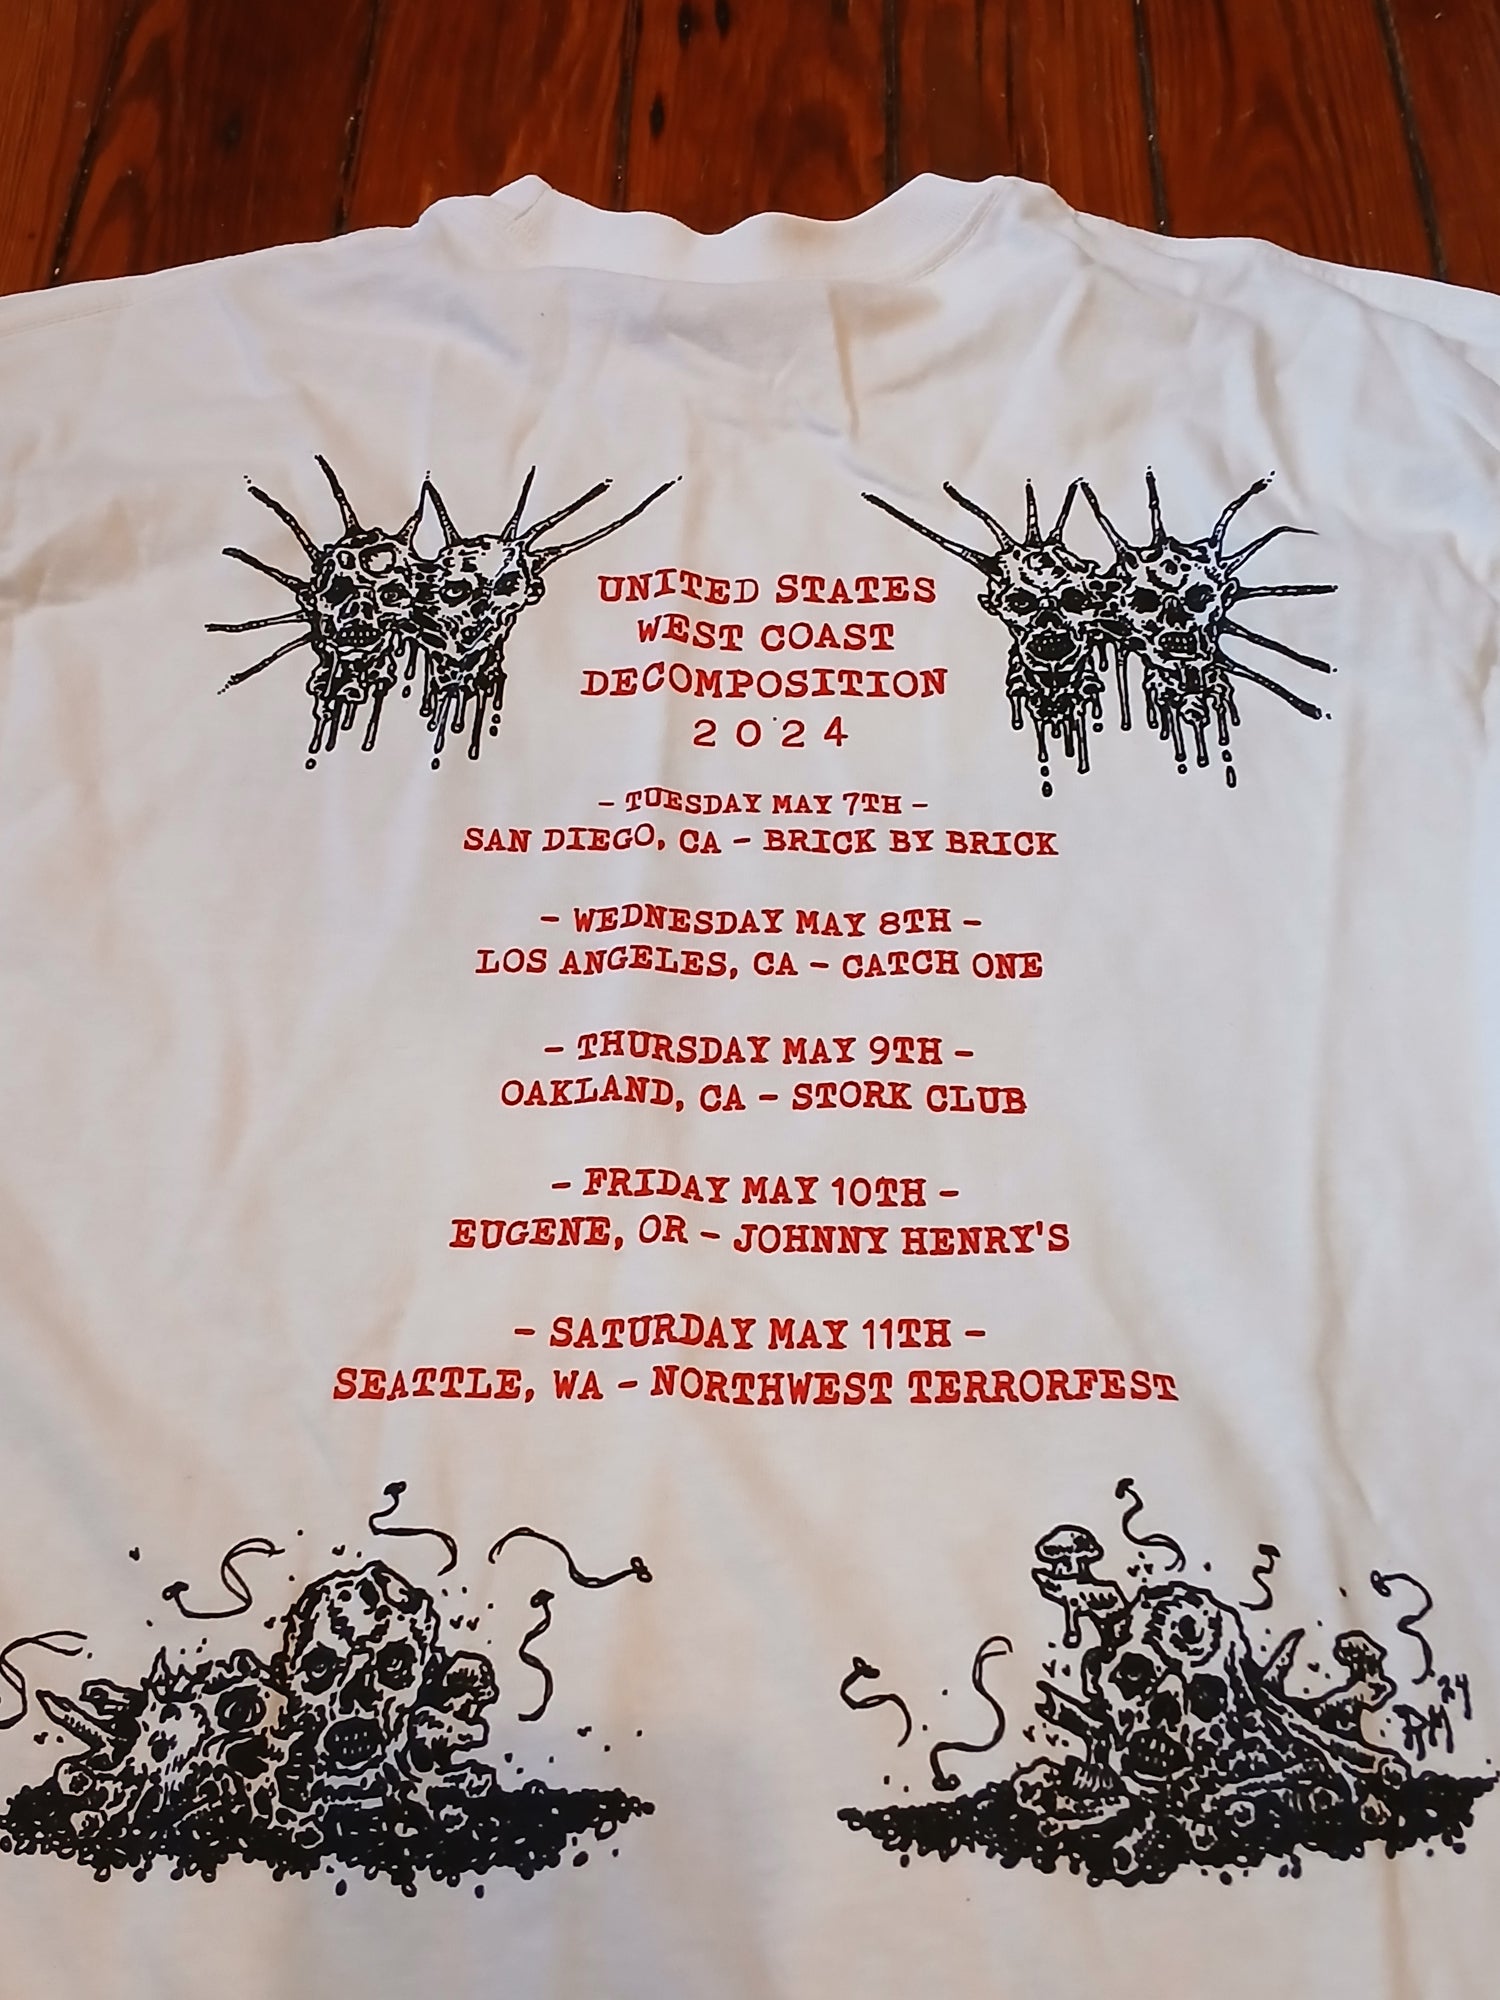 UNITED STATES
WEST COAST
DECOMPOSITION
2024
- TUESDAY MAY 7TH -
SAN DIEGO, CA - BRICK BY BRICK
- WEDNESDAY MAY 8TH -
LOS ANGELES, CA - CATCH ONE
- THURSDAY MAY 9TH -
OAKLAND, CA - STORK CLUB
- FRIDAY MAY 10TH -
EUGENE, OR - JOHNNY HENRY'S
- SATURDAY MAY 11TH -
SEATTLE, WA - NORTHWEST TERRORFEST
RM 24